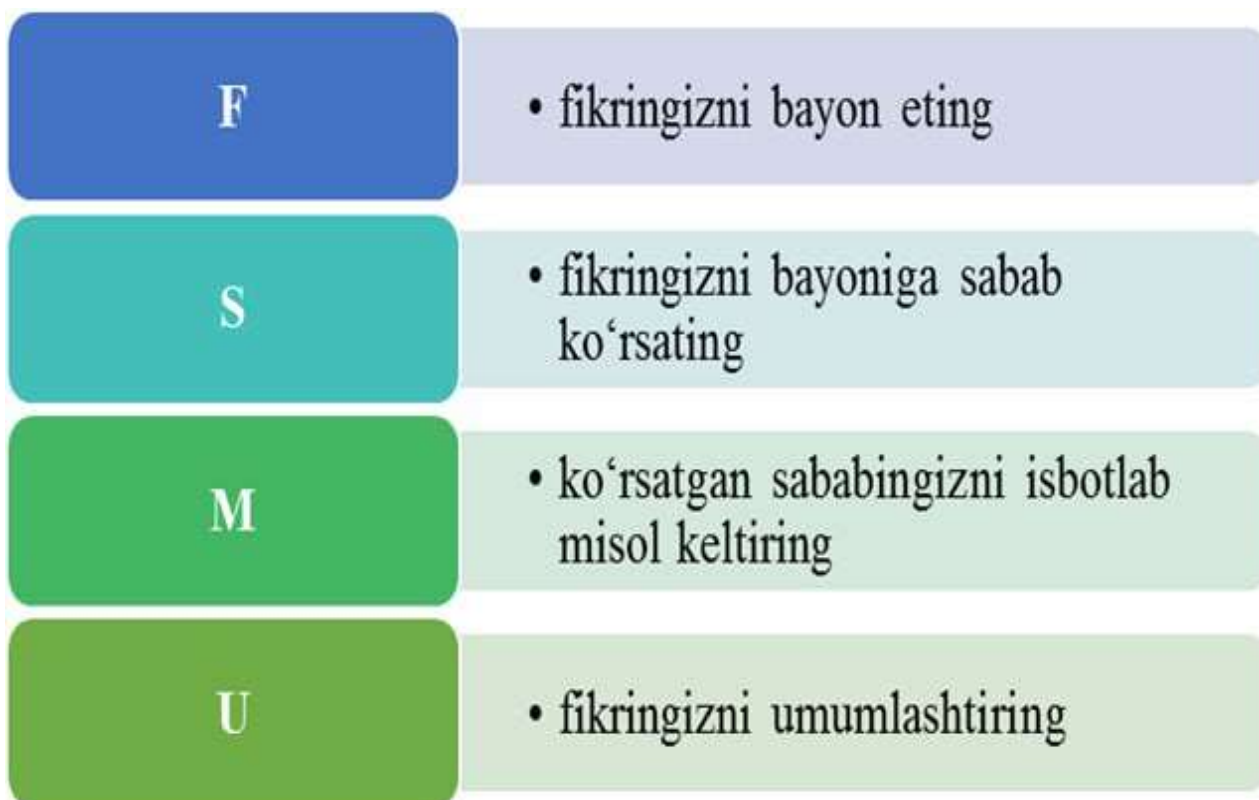 F
• fikringizni bayon eting
S
• fikringizni bayoniga sabab
ko‘rsating
M
• ko‘rsatgan sababingizni isbotlab
misol keltiring
U
• fikringizni umumlashtiring